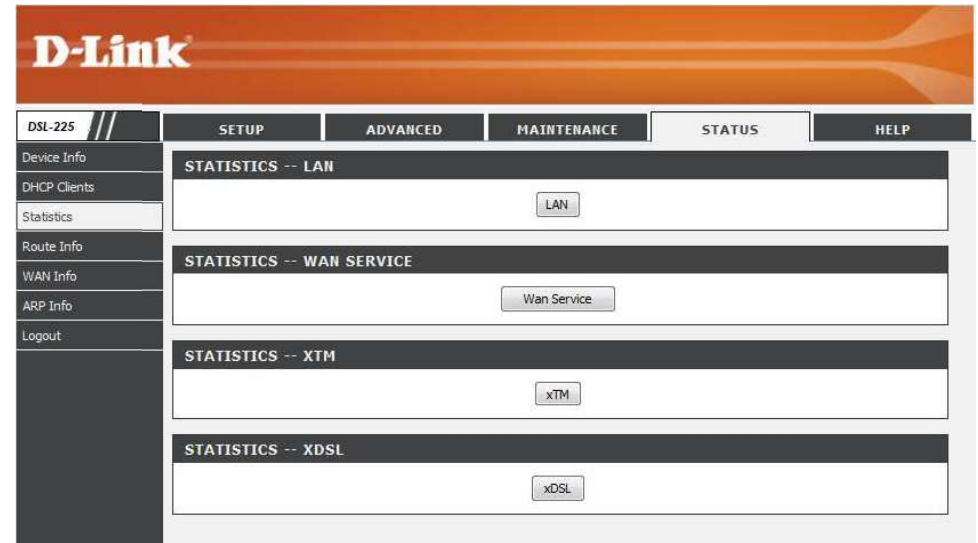 D-Link
DSL-225
SETUP ADVANCED MAINTENANCE STATUS HELP
Device Info
DHCP Clients
Statistics
Route Info
WAN Info
ARP Info
Logout
STATISTICS -- LAN
LAN
STATISTICS -- WAN SERVICE
Wan Service
STATISTICS -- XTM
xTM
STATISTICS -- XDSL
xDSL